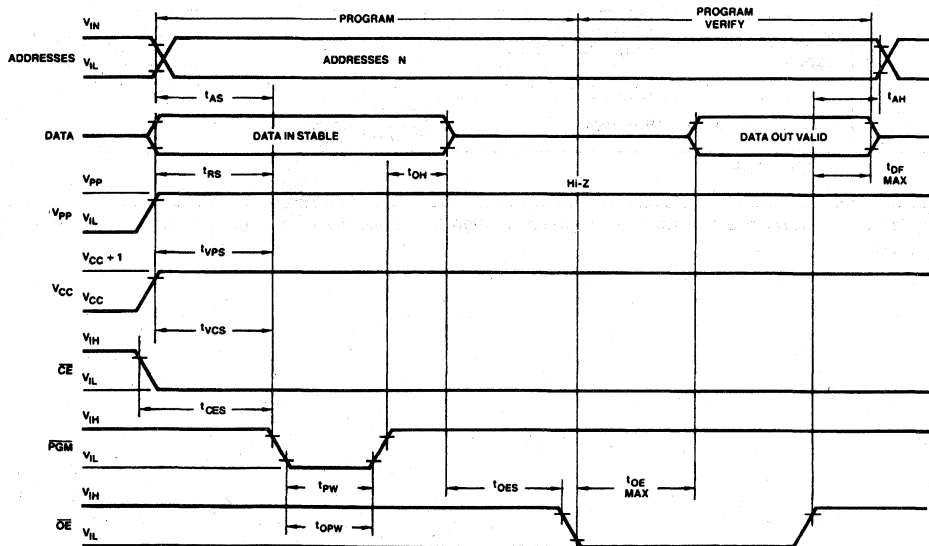 PROGRAM
PROGRAM VERIFY
VIN
ADDRESSES
VIL
ADDRESSES N
tAS
tAH
DATA
DATA IN STABLE
DATA OUT VALID
tRS
tOH
Hi-Z
tDF MAX
VPP
VPP
VIL
tVPS
VCC + 1
VCC
VCC
tVCS
VIH
CE
VIL
tCES
VIH
PGM
VIL
tPW
tOES
tOE MAX
VIH
tOPW
OE
VIL